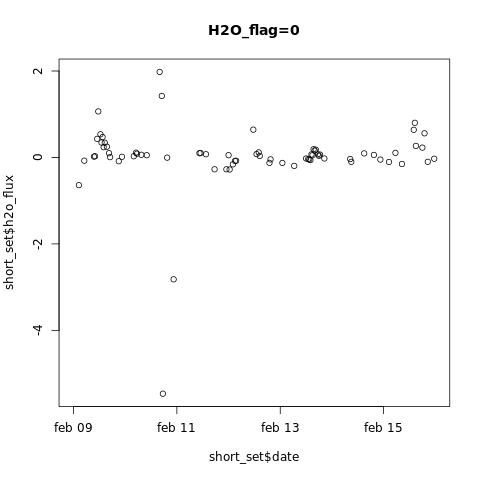 H2O_flag=0
2
0
-2
-4
short_set$h2o_flux
feb 09
feb 11
feb 13
feb 15
short_set$date